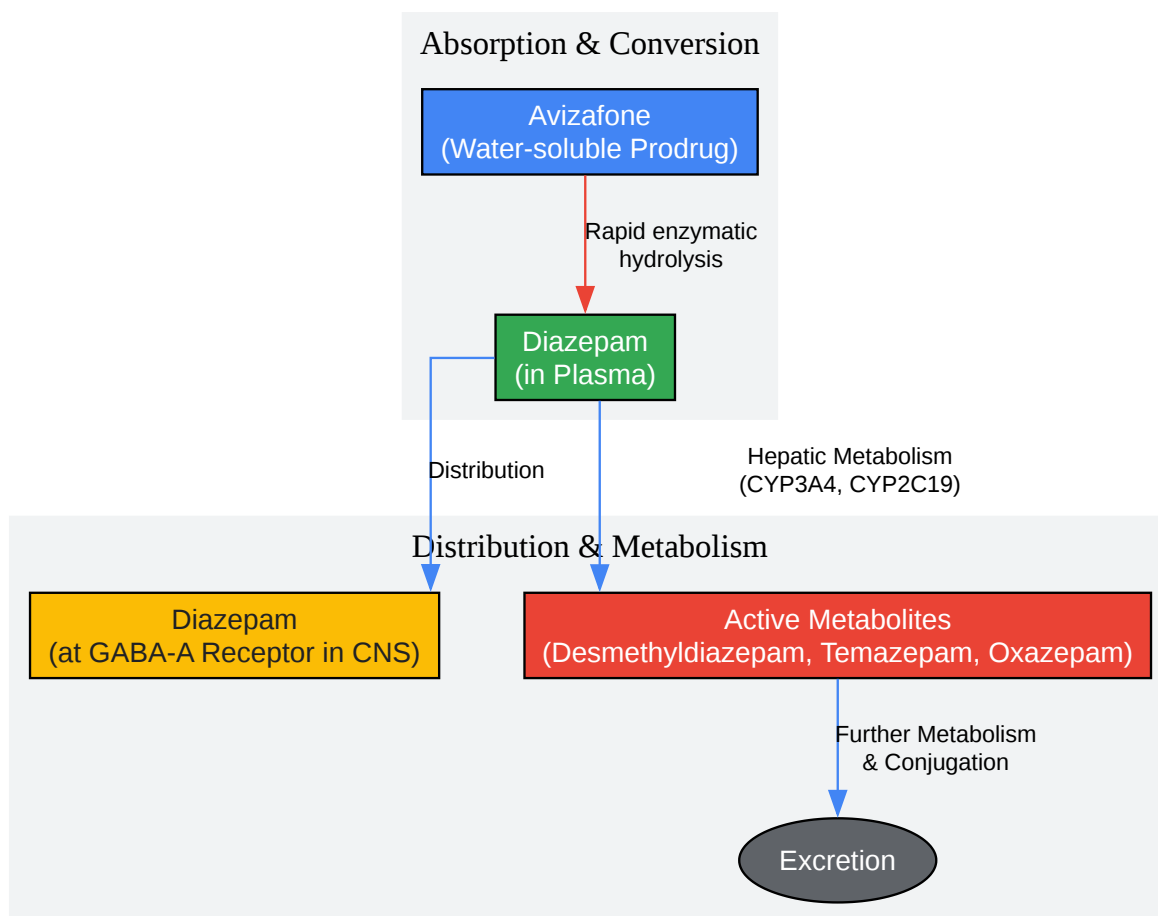 Absorption & Conversion
Avizafone
(Water-soluble Prodrug)
Rapid enzymatic
hydrolysis
Diazepam
(in Plasma)
Distribution
Hepatic Metabolism
(CYP3A4, CYP2C19)
Distribution & Metabolism
Diazepam
(at GABA-A Receptor in CNS)
Active Metabolites
(Desmethyldiazepam, Temazepam, Oxazepam)
Further Metabolism
& Conjugation
Excretion